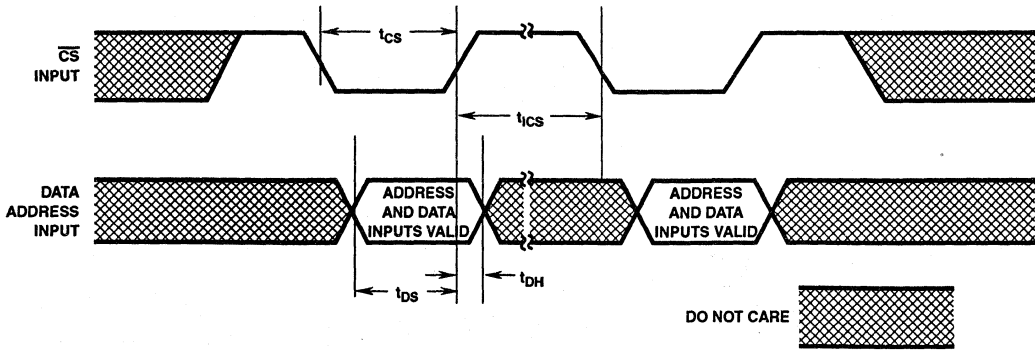 tCS
CS
INPUT
tICS
DATA
ADDRESS
INPUT
ADDRESS
AND DATA
INPUTS VALID
ADDRESS
AND DATA
INPUTS VALID
tDS
tDH
DO NOT CARE